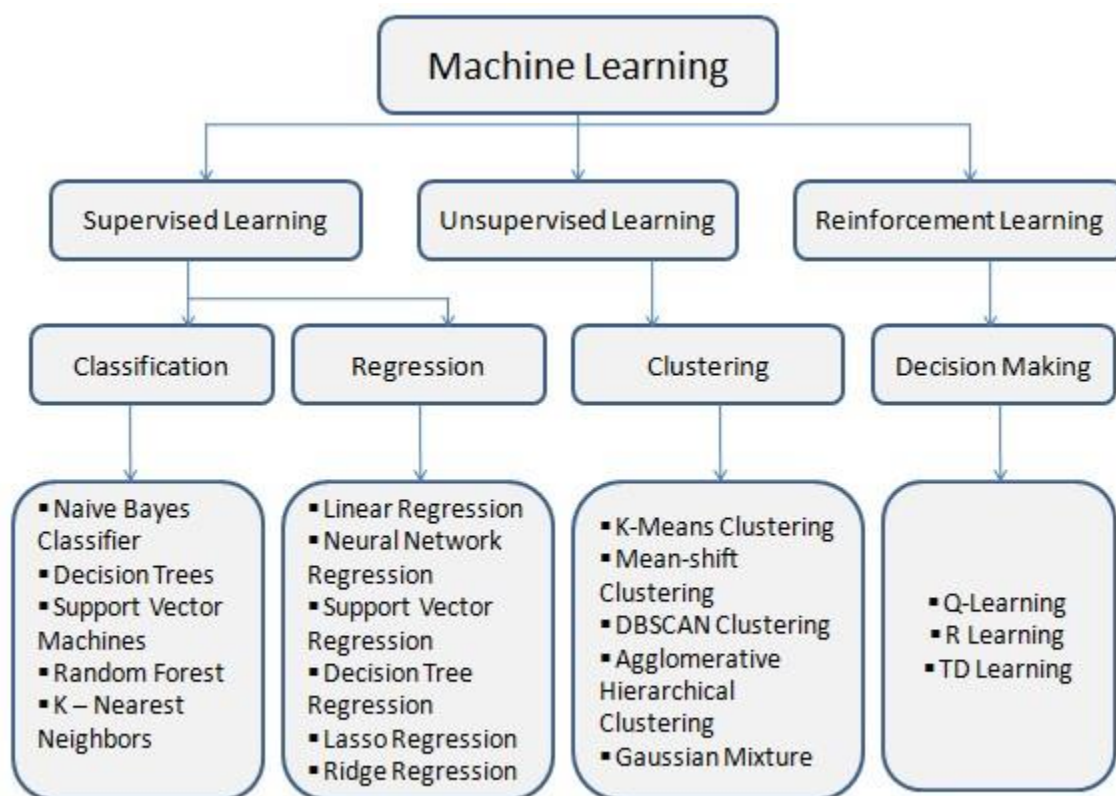 Machine Learning
Supervised Learning
Unsupervised Learning
Reinforcement Learning
Classification
Regression
Clustering
Decision Making
▪ Naive Bayes
Classifier
▪ Decision Trees
▪ Support Vector
Machines
▪ Random Forest
▪ K – Nearest
Neighbors
▪ Linear Regression
▪ Neural Network
Regression
▪ Support Vector
Regression
▪ Decision Tree
Regression
▪ Lasso Regression
▪ Ridge Regression
▪ K-Means Clustering
▪ Mean-shift
Clustering
▪ DBSCAN Clustering
▪ Agglomerative
Hierarchical
Clustering
▪ Gaussian Mixture
▪ Q-Learning
▪ R Learning
▪ TD Learning